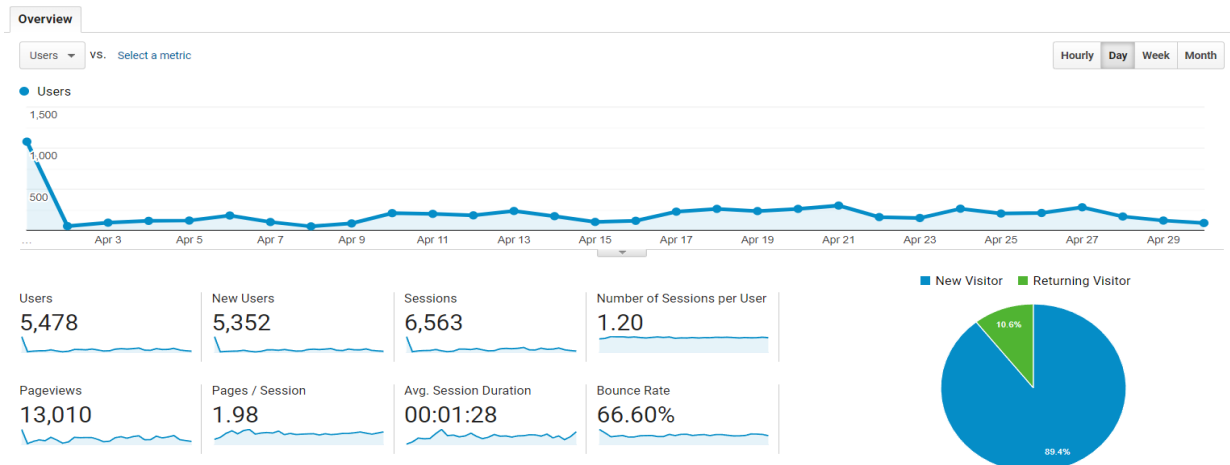 Overview
Users VS. Select a metric
Hourly Day Week Month
Users
1,500
1,000
500
... Apr 3 Apr 5 Apr 7 Apr 9 Apr 11 Apr 13 Apr 15 Apr 17 Apr 19 Apr 21 Apr 23 Apr 25 Apr 27 Apr 29
New Visitor Returning Visitor
Users New Users Sessions Number of Sessions per User
5,478 5,352 6,563 1.20
10.6%
Pageviews Pages / Session Avg. Session Duration Bounce Rate
13,010 1.98 00:01:28 66.60%
89.4%